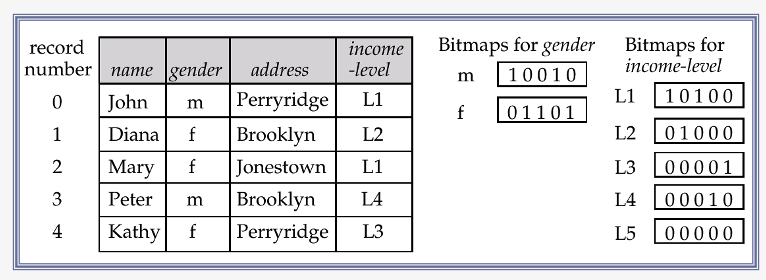 record number
name gender address income -level
0 John m Perryridge L1
1 Diana f Brooklyn L2
2 Mary f Jonestown L1
3 Peter m Brooklyn L4
4 Kathy f Perryridge L3
Bitmaps for gender
m 10010
f 01101
Bitmaps for
income-level
L1 10100
L2 01000
L3 00001
L4 00010
L5 00000